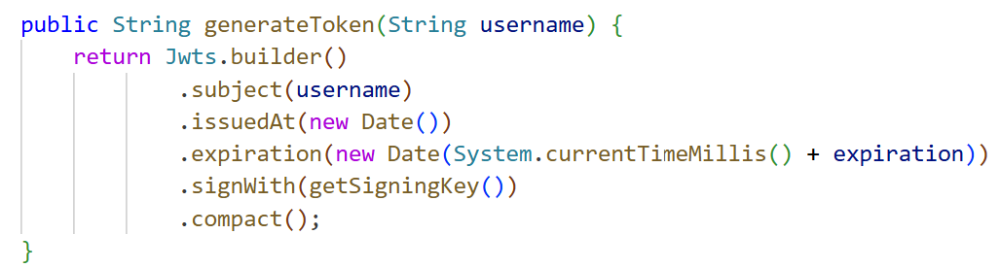 public String generateToken(String username) {
    return Jwts.builder()
            .subject(username)
            .issuedAt(new Date())
            .expiration(new Date(System.currentTimeMillis() + expiration))
            .signWith(getSigningKey())
            .compact();
}